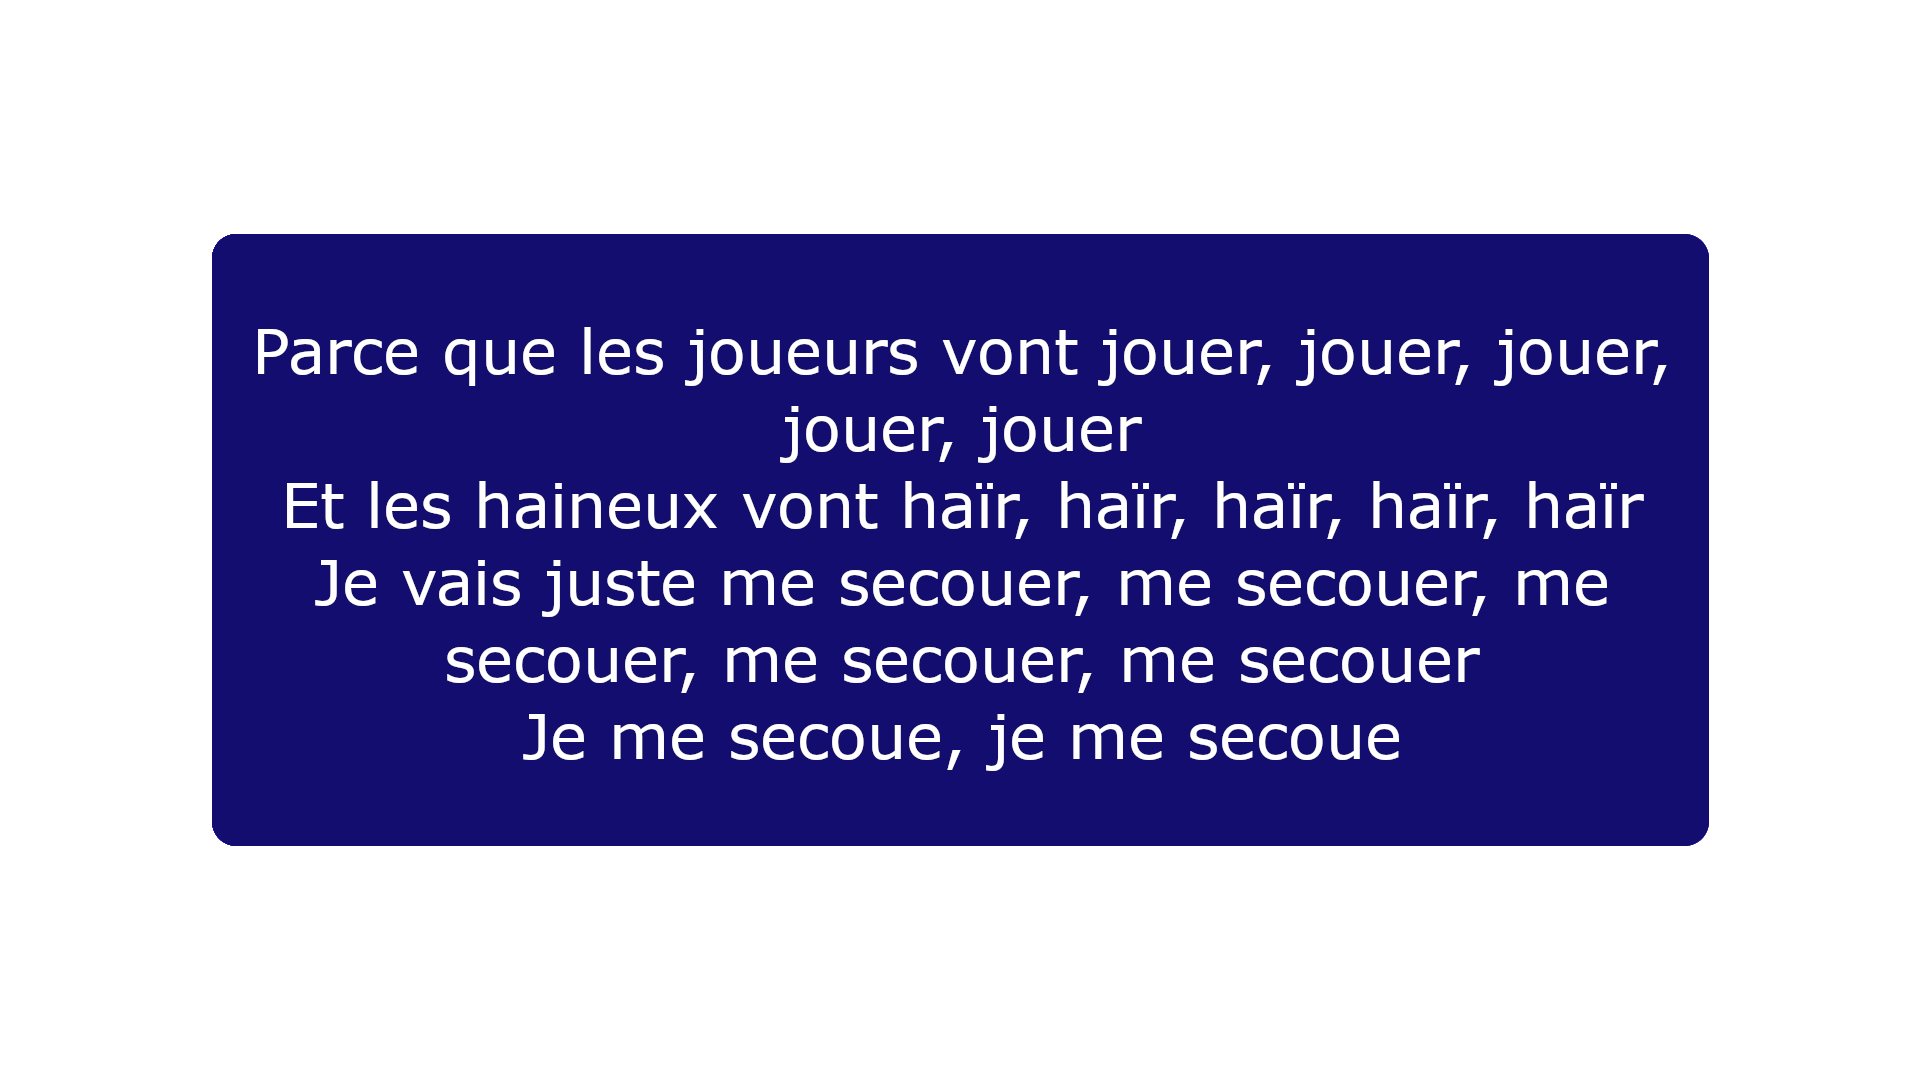 Parce que les joueurs vont jouer, jouer, jouer,
jouer, jouer
Et les haineux vont haïr, haïr, haïr, haïr, haïr
Je vais juste me secouer, me secouer, me
secouer, me secouer, me secouer
Je me secoue, je me secoue